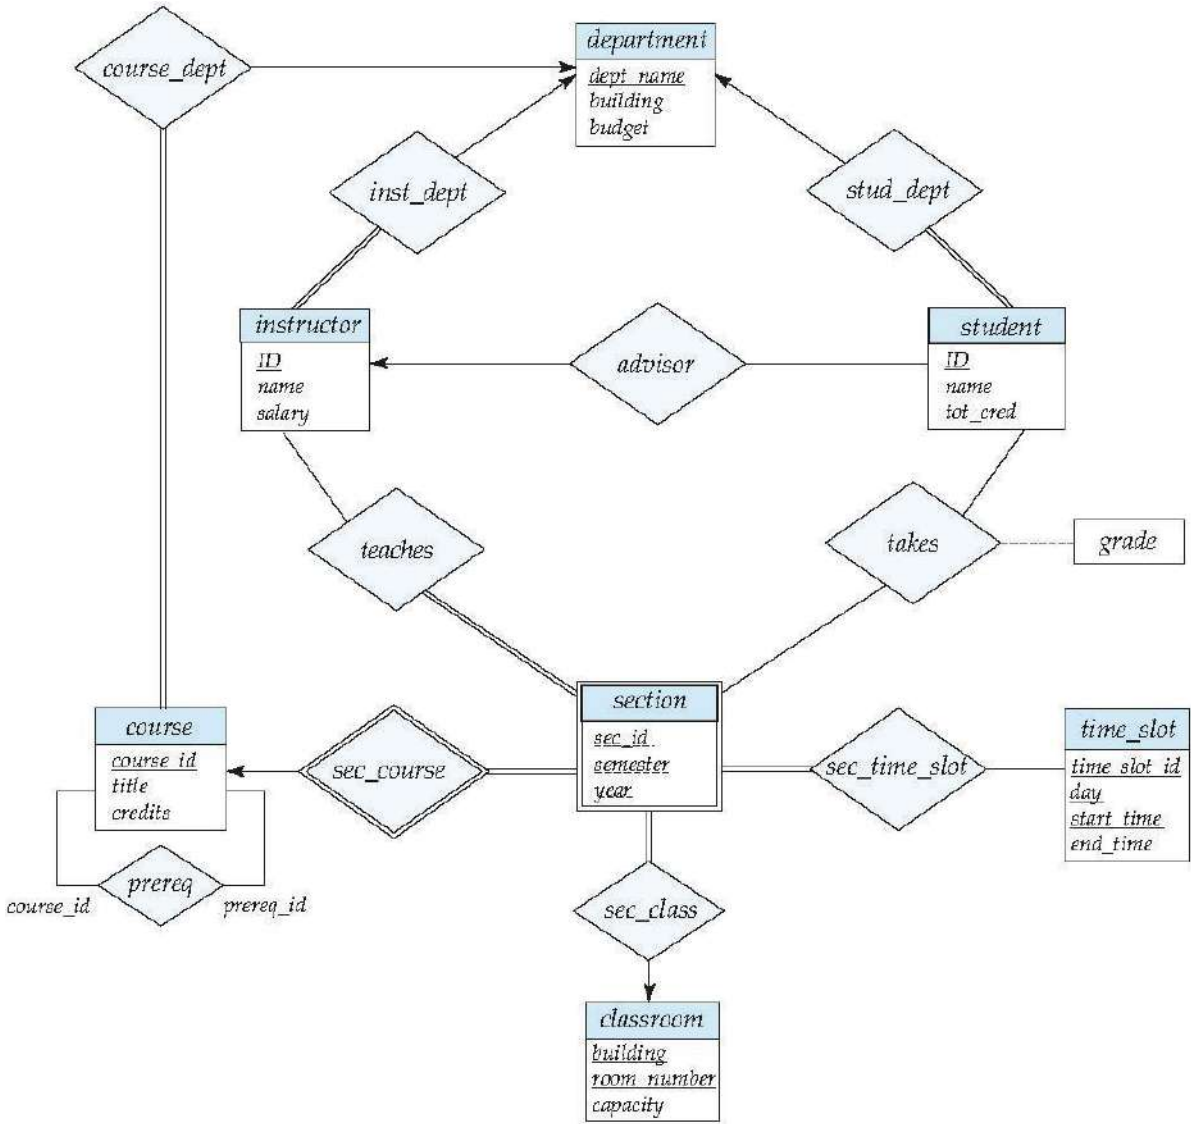 department
course_dept
dept_name
building
budget
inst_dept
stud_dept
instructor
ID
name
salary
advisor
student
ID
name
tot_cred
teaches
takes
grade
section
sec_id
semester
year
course
course_id
title
credits
sec_course
sec_time_slot
time_slot
time_slot_id
day
start_time
end_time
prereq
course_id
prereq_id
sec_class
classroom
building
room_number
capacity